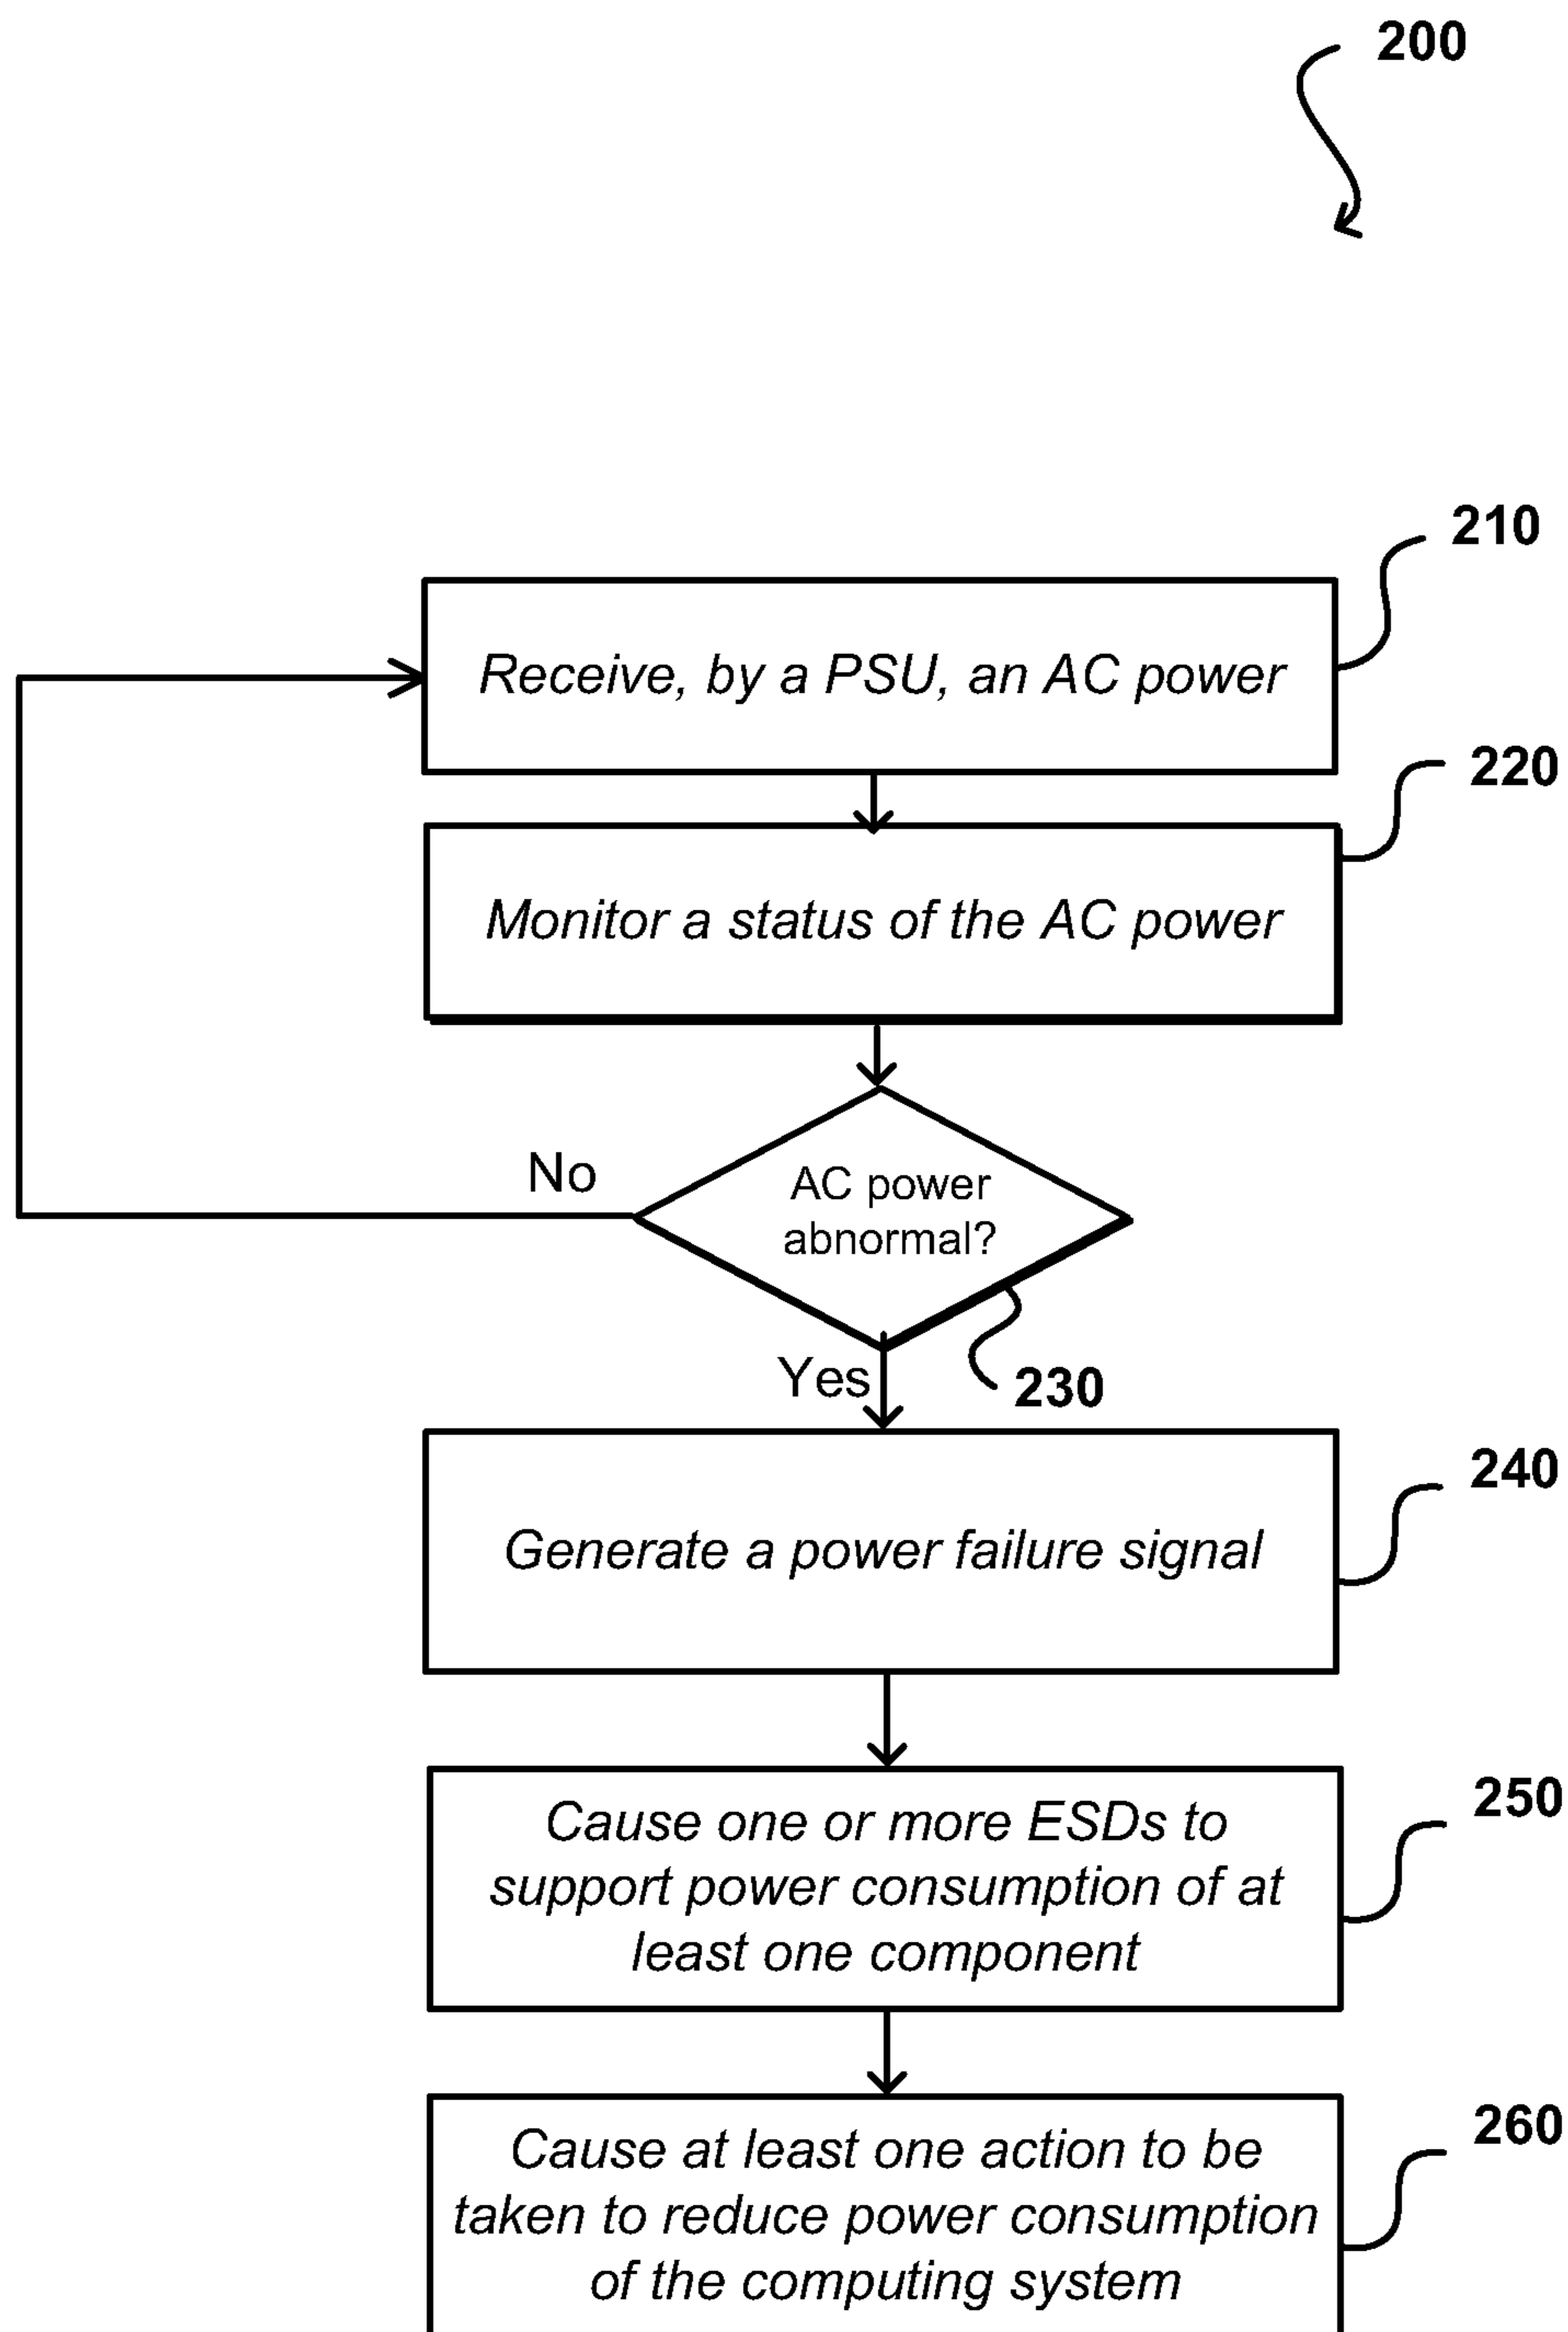 200
210
Receive, by a PSU, an AC power
220
Monitor a status of the AC power
No
AC power
abnormal?
Yes
230
240
Generate a power failure signal
250
Cause one or more ESDs to
support power consumption of at
least one component
260
Cause at least one action to be
taken to reduce power consumption
of the computing system